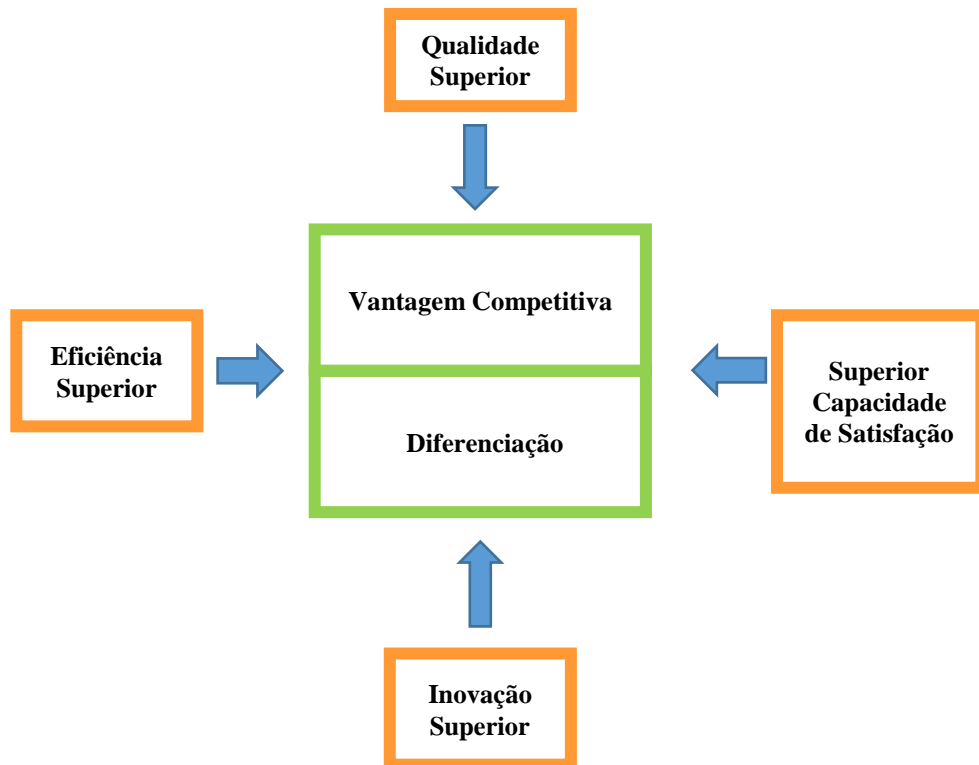 Qualidade
Superior
Vantagem Competitiva
Eficiência
Superior
Superior
Capacidade
de Satisfação
Diferenciação
Inovação
Superior